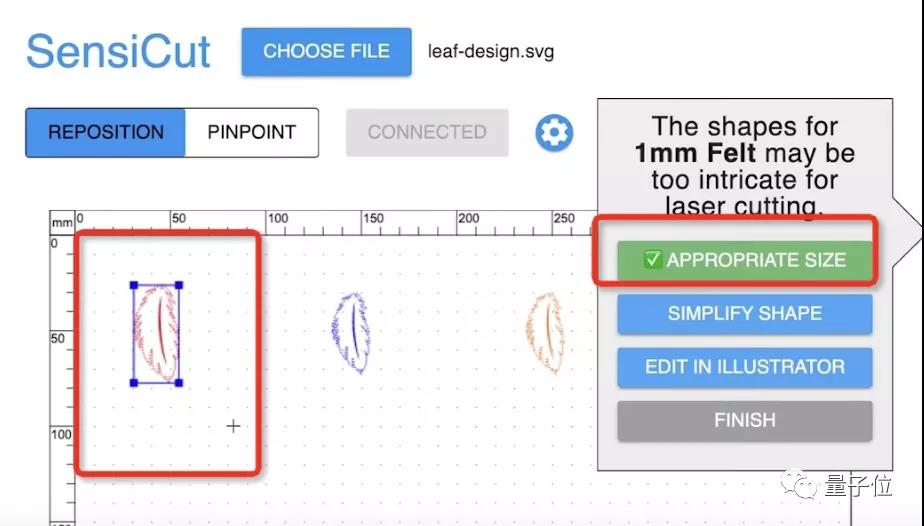 SensiCut
CHOOSE FILE
leaf-design.svg
REPOSITION
PINPOINT
CONNECTED
The shapes for
1mm Felt may be
too intricate for
laser cutting.
mm
0
50
100
150
200
250
0
50
100
150
✅ APPROPRIATE SIZE
SIMPLIFY SHAPE
EDIT IN ILLUSTRATOR
FINISH
量子位